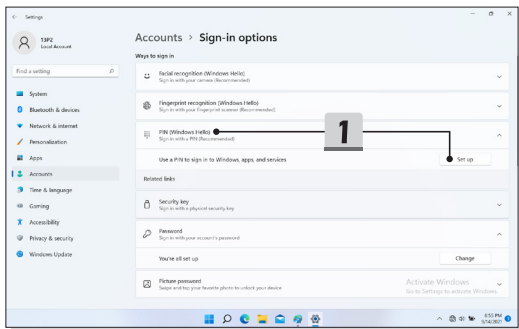 Settings
13P2
Local Account
Find a setting
System
Bluetooth & devices
Network & internet
Personalization
Apps
Accounts
Time & language
Gaming
Accessibility
Privacy & security
Windows Update
Accounts > Sign-in options
Ways to sign in
Facial recognition (Windows Hello)
Sign in with your camera (Recommended)
Fingerprint recognition (Windows Hello)
Sign in with your fingerprint scanner (Recommended)
PIN (Windows Hello)
Sign in with a PIN (Recommended)
1
Use a PIN to sign in to Windows, apps, and services
Set up
Related links
Security key
Sign in with a physical security key
Password
Sign in with your account's password
You're all set up
Change
Picture password
Swipe and tap your favorite photo to unlock your device
Activate Windows
Go to Settings to activate Windows.
6:55 PM
9/14/2021